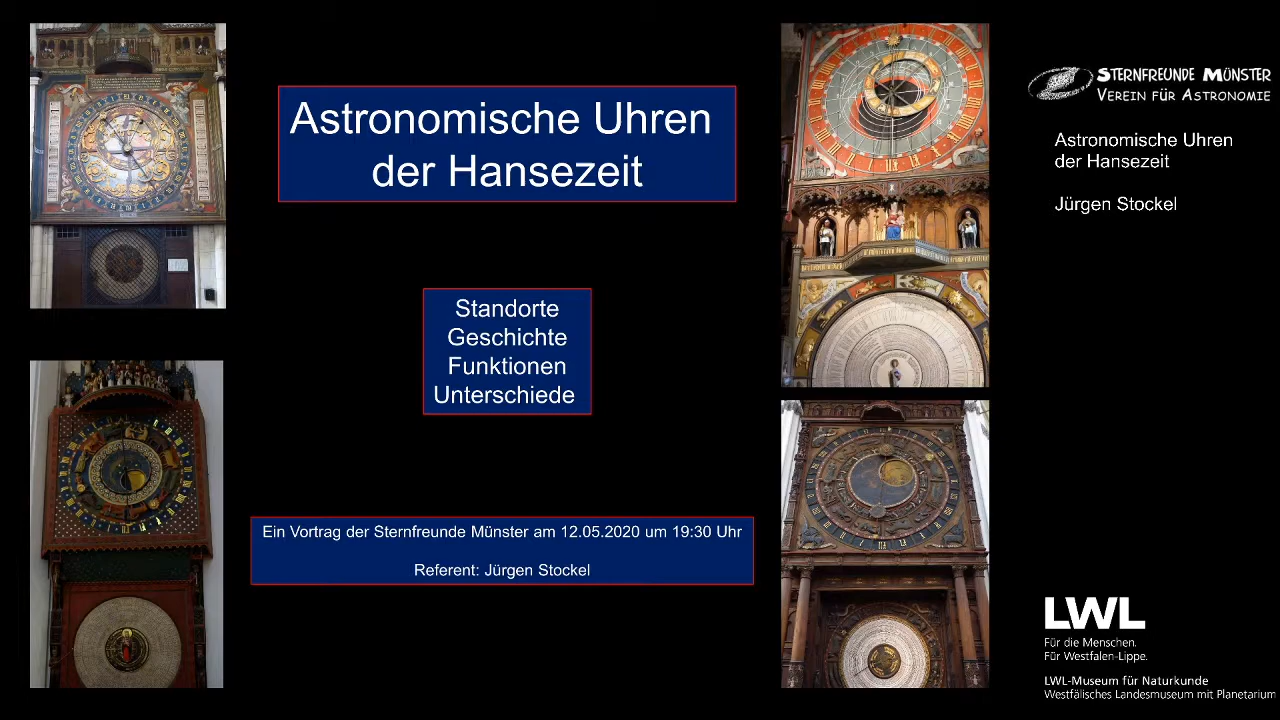 Astronomische Uhren
der Hansezeit
Standorte
Geschichte
Funktionen
Unterschiede
Ein Vortrag der Sternfreunde Münster am 12.05.2020 um 19:30 Uhr
Referent: Jürgen Stockel
STERNFREUNDE MÜNSTER
VEREIN FÜR ASTRONOMIE
Astronomische Uhren
der Hansezeit
Jürgen Stockel
LWL
Für die Menschen.
Für Westfalen-Lippe.
LWL-Museum für Naturkunde
Westfälisches Landesmuseum mit Planetarium